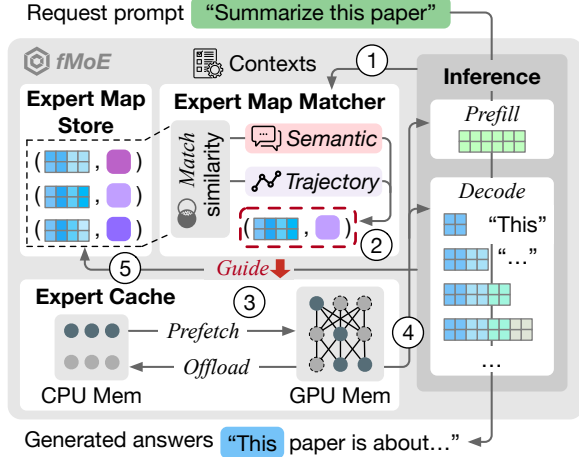 Request prompt "Summarize this paper"
fMoE
Contexts
1
Inference
Expert Map
Store
Expert Map Matcher
Match
similarity
Semantic
Trajectory
( , )
( , )
( , )
( , )
2
Prefill
Decode
"This"
"…"
…
5
Guide
Expert Cache
3
4
Prefetch
Offload
CPU Mem
GPU Mem
Generated answers "This paper is about…"